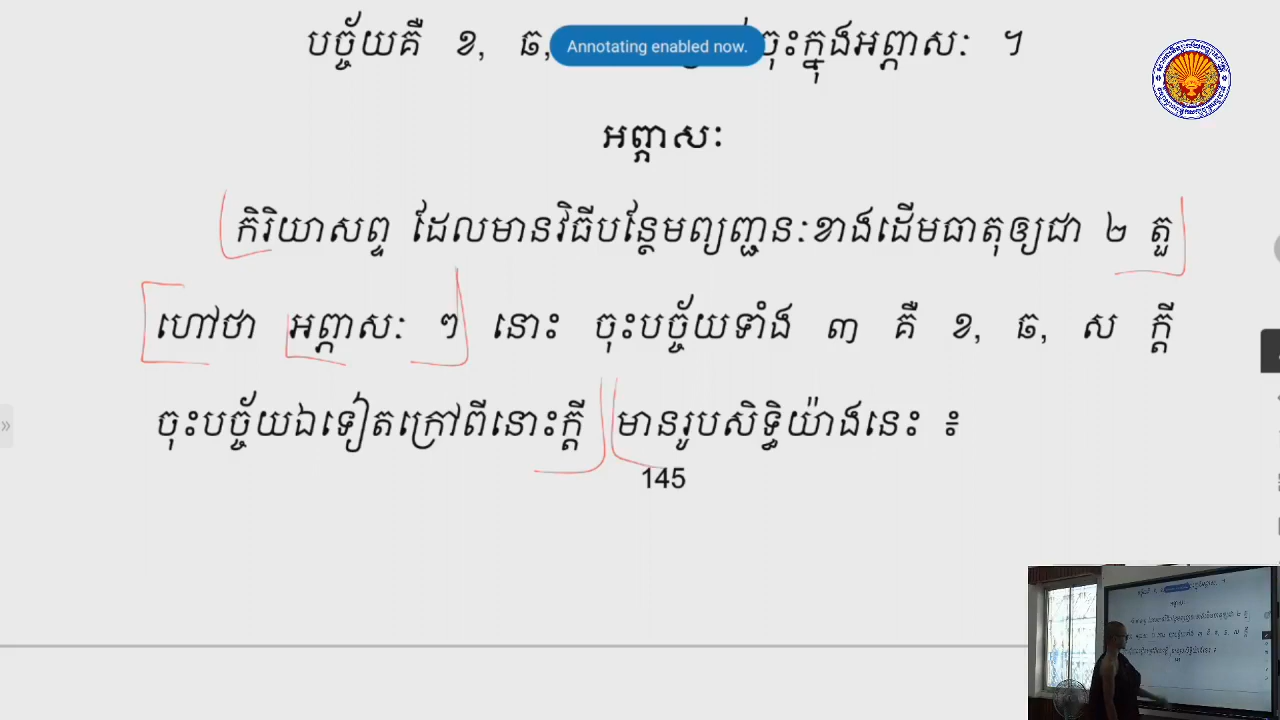 បច្ច័យគឺ ខ, ឆ, ចុះក្នុងអព្ភាសៈ ។
Annotating enabled now.
អព្ភាសៈ
កិរិយាសព្ទ ដែលមានវិធីបន្ថែមព្យញ្ជនៈខាងដើមធាតុឲ្យជា ២ តួ
ហៅថា អព្ភាសៈ ៗ នោះ ចុះបច្ច័យទាំង ៣ គឺ ខ, ឆ, ស ក្តី
ចុះបច្ច័យឯទៀតក្រៅពីនោះក្តី មានរូបសិទ្ធិយ៉ាងនេះ ៖
145